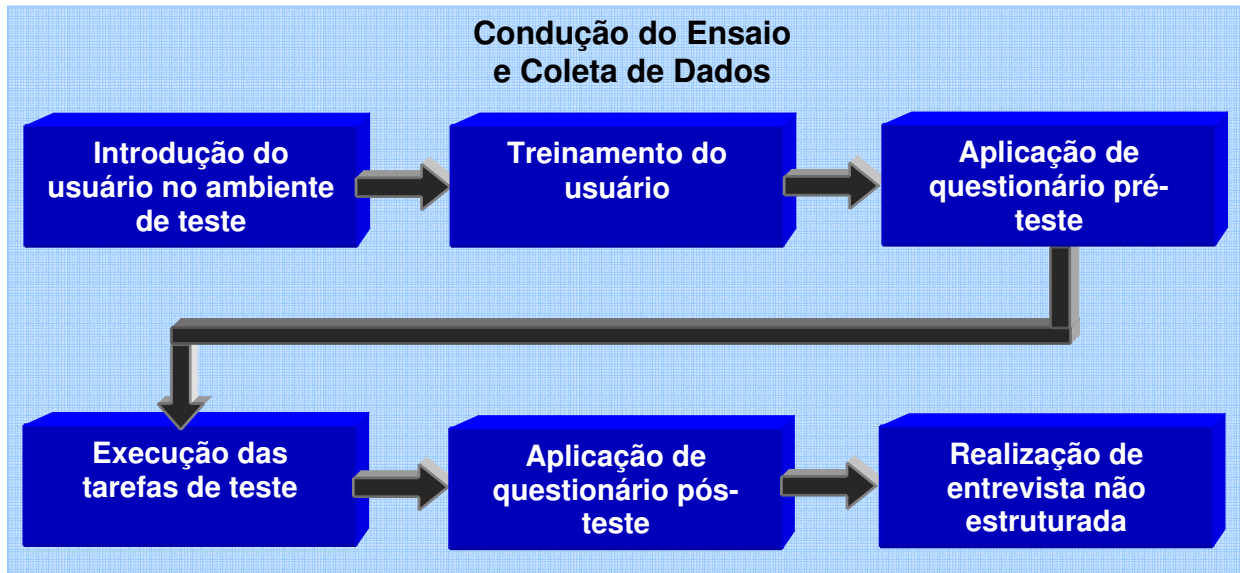 Condução do Ensaio
e Coleta de Dados
Introdução do
usuário no ambiente
de teste
Treinamento do
usuário
Aplicação de
questionário pré-
teste
Execução das
tarefas de teste
Aplicação de
questionário pós-
teste
Realização de
entrevista não
estruturada